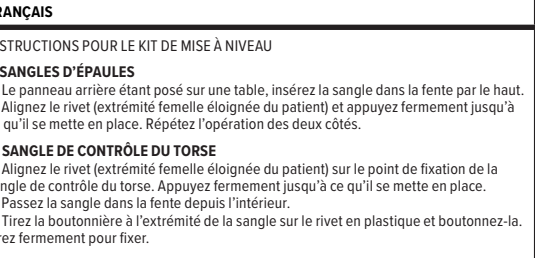 RANÇAIS
STRUCTIONS POUR LE KIT DE MISE À NIVEAU
SANGLES D'ÉPAULES
Le panneau arrière étant posé sur une table, insérez la sangle dans la fente par le haut.
Alignez le rivet (extrémité femelle éloignée du patient) et appuyez fermement jusqu'à
qu'il se mette en place. Répétez l'opération des deux côtés.
SANGLE DE CONTRÔLE DU TORSE
Alignez le rivet (extrémité femelle éloignée du patient) sur le point de fixation de la
ngle de contrôle du torse. Appuyez fermement jusqu'à ce qu'il se mette en place.
Passez la sangle dans la fente depuis l'intérieur.
Tirez la boutonnière à l'extrémité de la sangle sur le rivet en plastique et boutonnez-la.
rez fermement pour fixer.